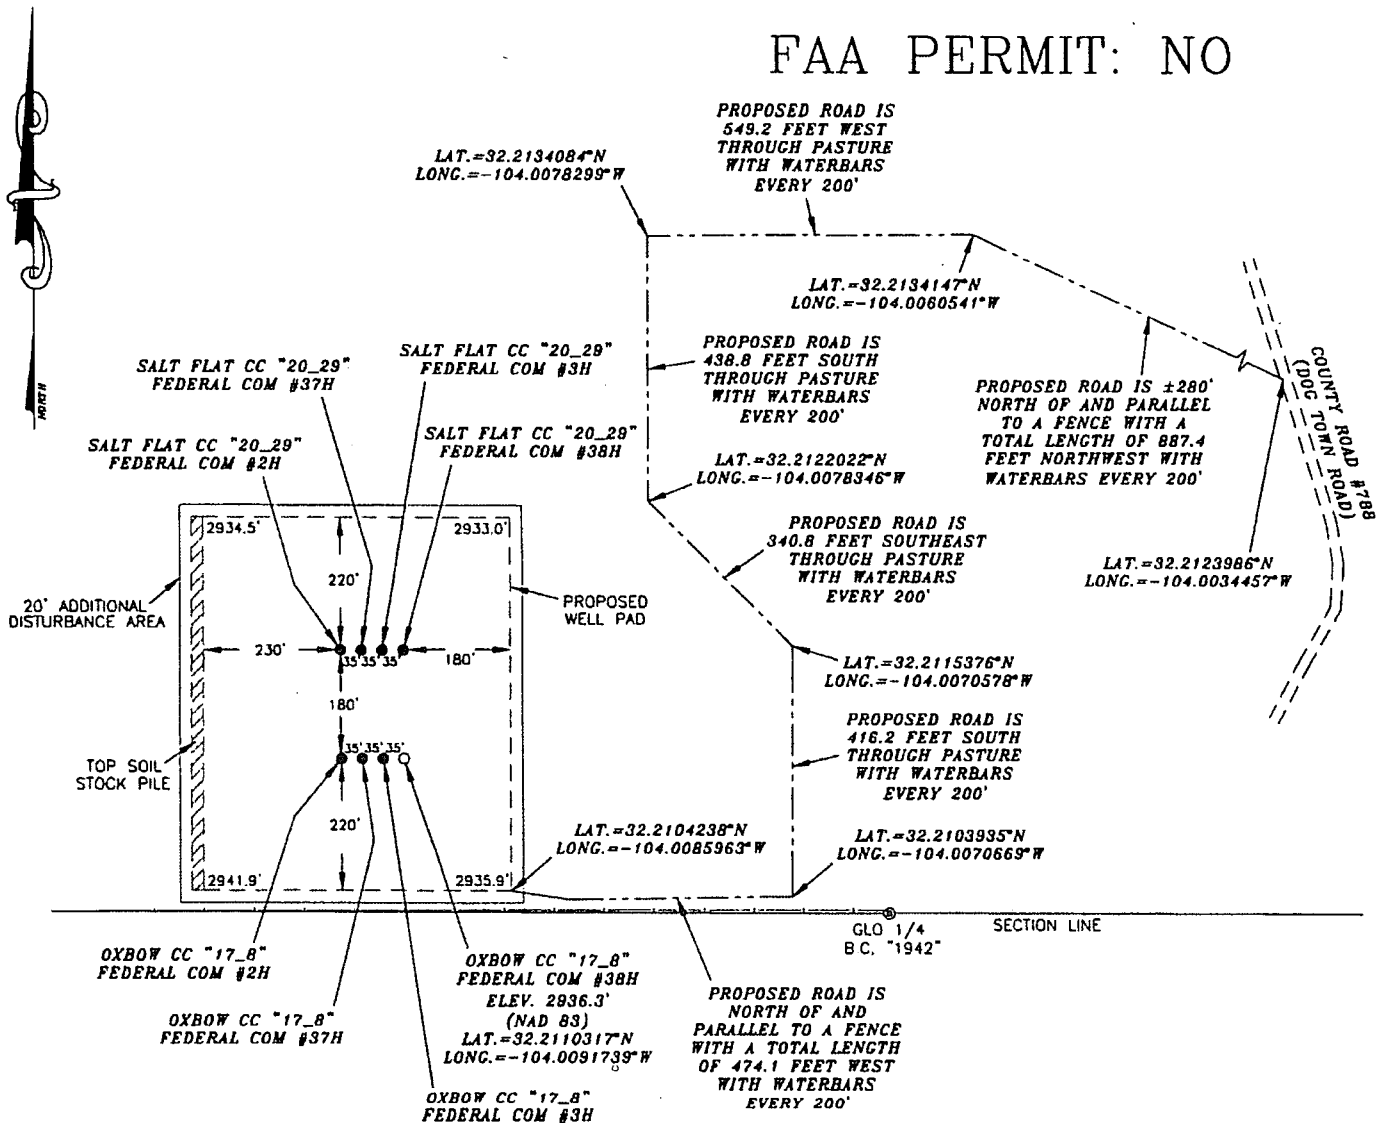 FAA PERMIT: NO
PROPOSED ROAD IS
549.2 FEET WEST
THROUGH PASTURE
WITH WATERBARS
EVERY 200'
LAT.=32.2134084°N
LONG.=-104.0078299°W
LAT.=32.2134147°N
LONG.=-104.0060541°W
NORTH
SALT FLAT CC "20_29"
FEDERAL COM #37H
SALT FLAT CC "20_29"
FEDERAL COM #3H
PROPOSED ROAD IS
438.8 FEET SOUTH
THROUGH PASTURE
WITH WATERBARS
EVERY 200'
PROPOSED ROAD IS ±280'
NORTH OF AND PARALLEL
TO A FENCE WITH A
TOTAL LENGTH OF 887.4
FEET NORTHWEST WITH
WATERBARS EVERY 200'
COUNTY ROAD #788
(DOG TOWN ROAD)
SALT FLAT CC "20_29"
FEDERAL COM #2H
SALT FLAT CC "20_29"
FEDERAL COM #38H
LAT.=32.2122022°N
LONG.=-104.0078346°W
2934.5'
2933.0'
PROPOSED ROAD IS
340.8 FEET SOUTHEAST
THROUGH PASTURE
WITH WATERBARS
EVERY 200'
LAT.=32.2123986°N
LONG.=-104.0034457°W
220'
20' ADDITIONAL
DISTURBANCE AREA
PROPOSED
WELL PAD
230'
35' 35' 35'
180'
LAT.=32.2115376°N
LONG.=-104.0070578°W
180'
PROPOSED ROAD IS
416.2 FEET SOUTH
THROUGH PASTURE
WITH WATERBARS
EVERY 200'
35' 35' 35'
TOP SOIL
STOCK PILE
220'
LAT.=32.2104238°N
LONG.=-104.0085963°W
LAT.=32.2103935°N
LONG.=-104.0070669°W
2941.9'
2935.9'
GLO 1/4
B.C. "1942"
SECTION LINE
OXBOW CC "17_8"
FEDERAL COM #2H
OXBOW CC "17_8"
FEDERAL COM #38H
ELEV. 2936.3'
(NAD 83)
LAT.=32.2110317°N
LONG.=-104.0091739°W
PROPOSED ROAD IS
NORTH OF AND
PARALLEL TO A FENCE
WITH A TOTAL LENGTH
OF 474.1 FEET WEST
WITH WATERBARS
EVERY 200'
OXBOW CC "17_8"
FEDERAL COM #37H
OXBOW CC "17_8"
FEDERAL COM #3H